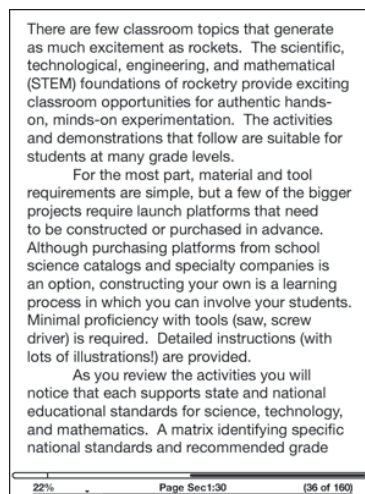 There are few classroom topics that generate
as much excitement as rockets.  The scientific,
technological, engineering, and mathematical
(STEM) foundations of rocketry provide exciting
classroom opportunities for authentic hands-
on, minds-on experimentation.  The activities
and demonstrations that follow are suitable for
students at many grade levels.
For the most part, material and tool
requirements are simple, but a few of the bigger
projects require launch platforms that need
to be constructed or purchased in advance.
Although purchasing platforms from school
science catalogs and specialty companies is
an option, constructing your own is a learning
process in which you can involve your students.
Minimal proficiency with tools (saw, screw
driver) is required.  Detailed instructions (with
lots of illustrations!) are provided.
As you review the activities you will
notice that each supports state and national
educational standards for science, technology,
and mathematics.  A matrix identifying specific
national standards and recommended grade
22% Page Sec1:30 (36 of 160)